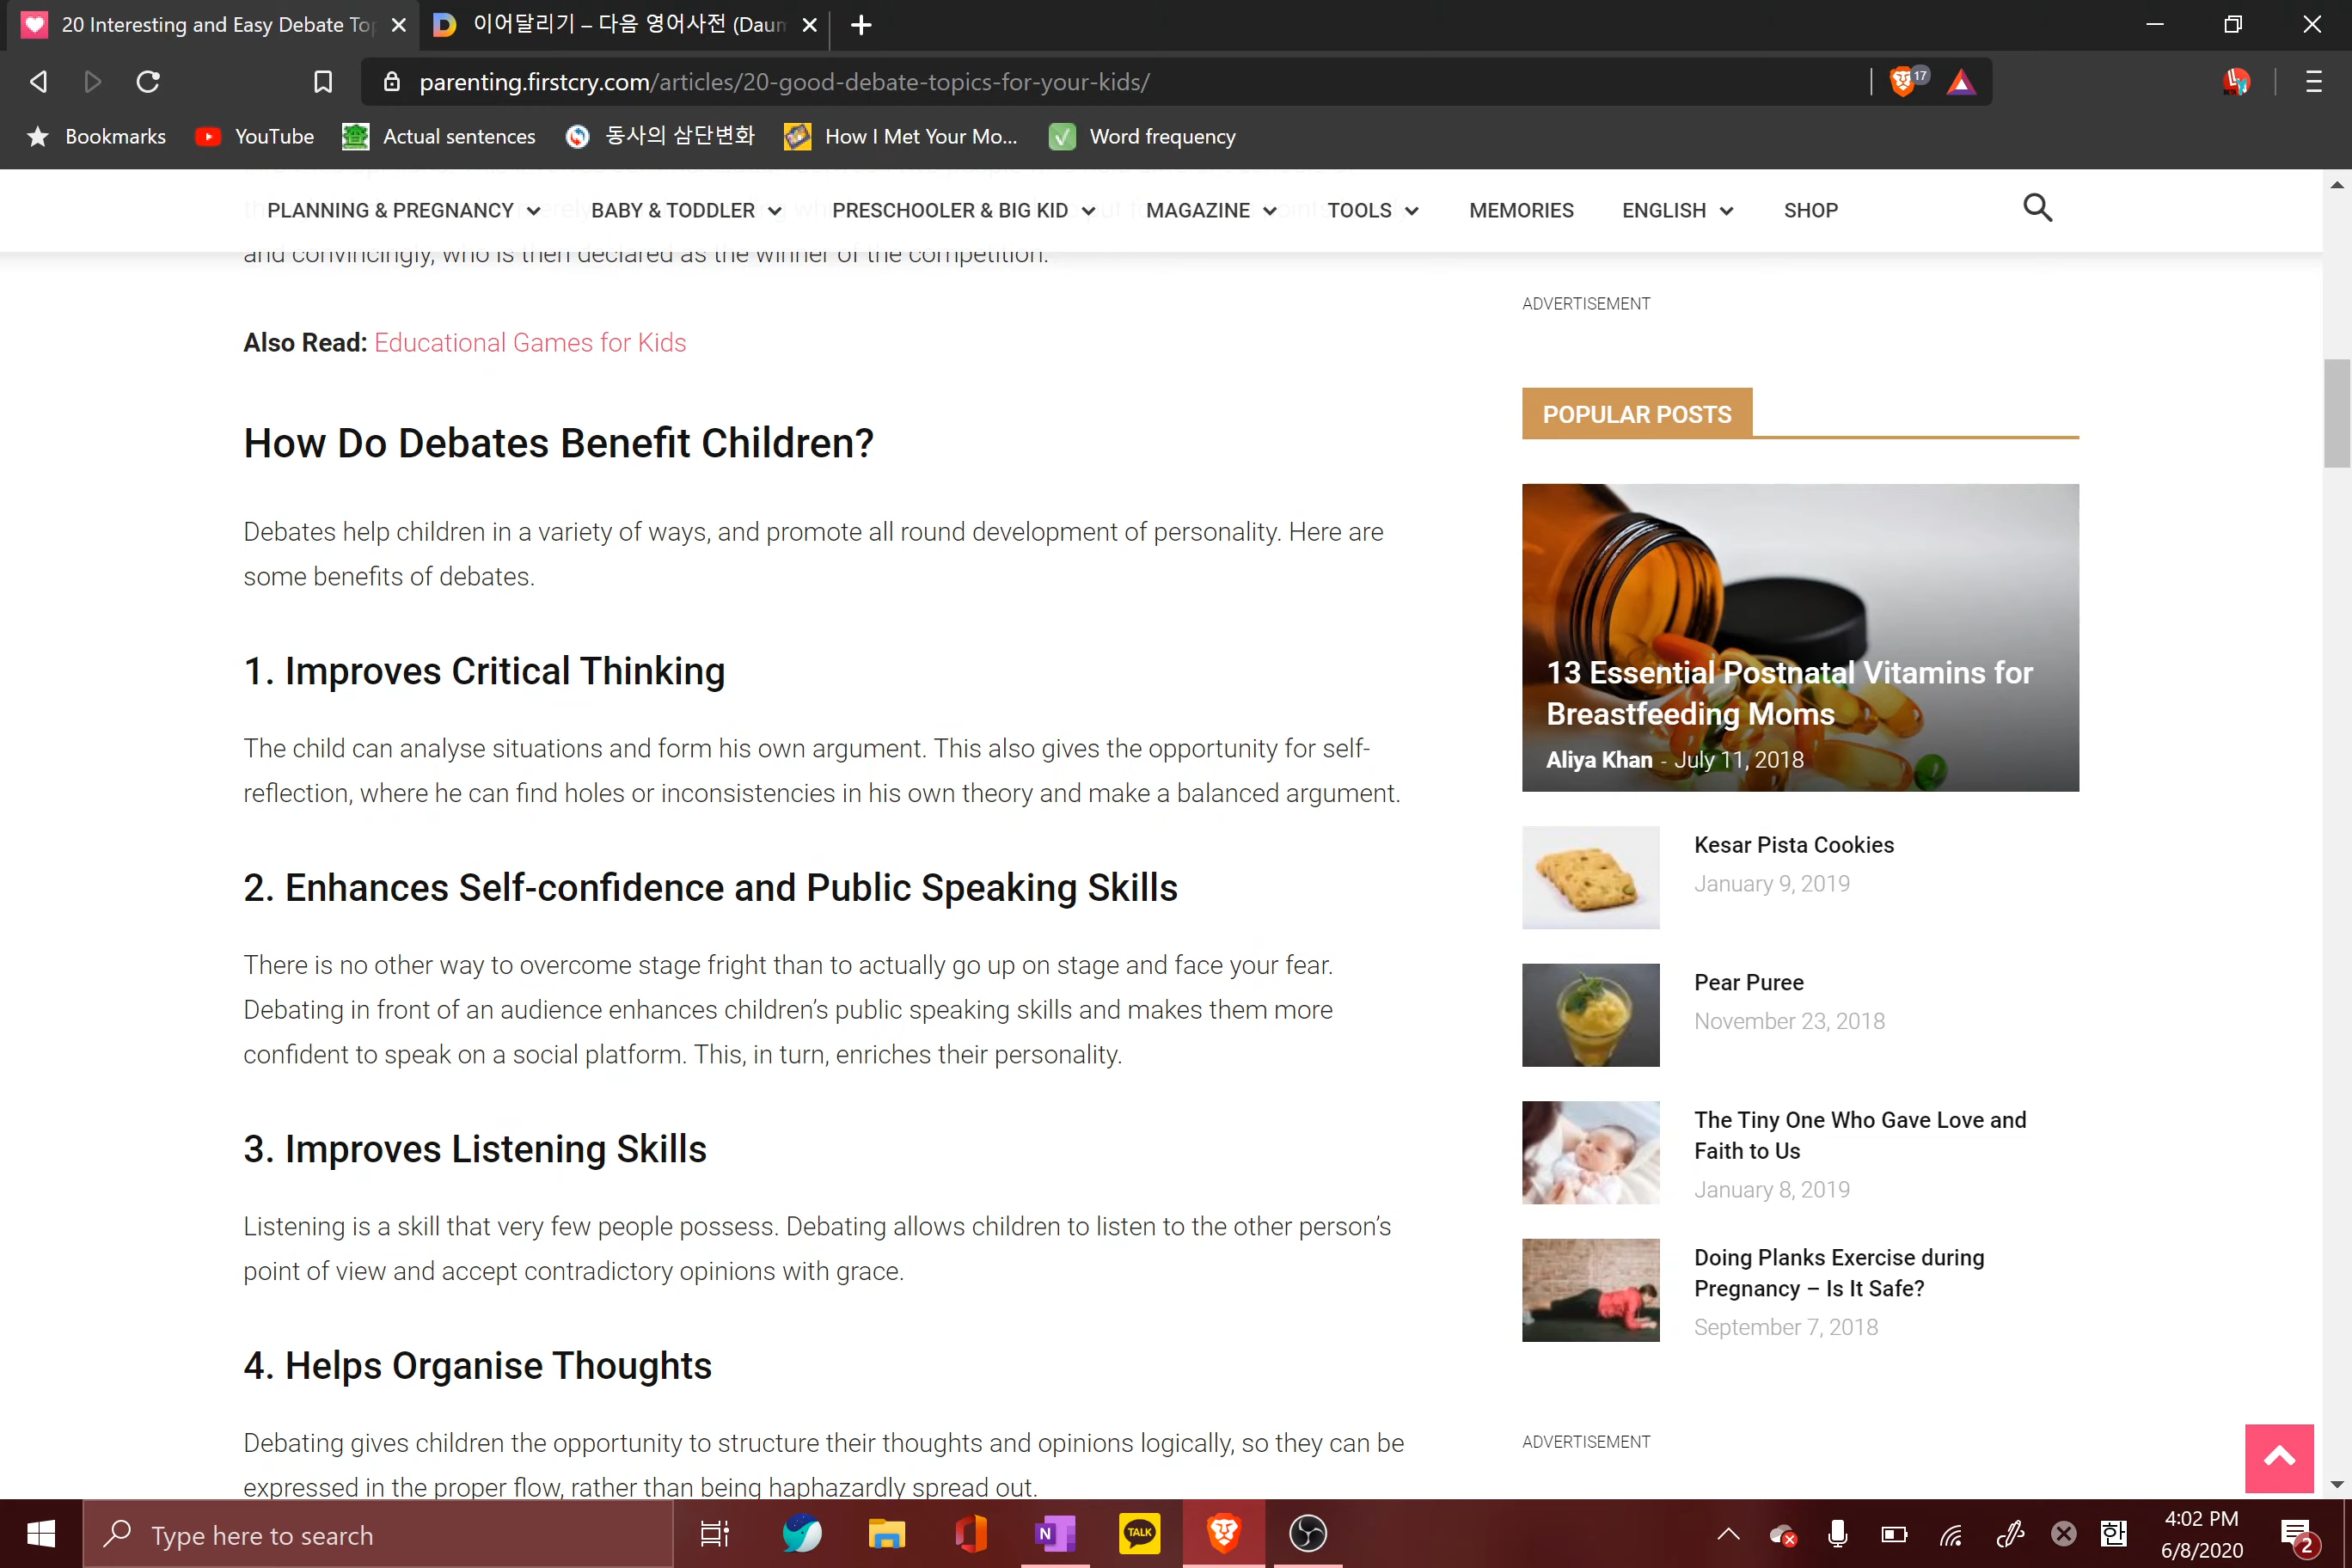 20 Interesting and Easy Debate To
이어달리기 – 다음 영어사전 (Daum
parenting.firstcry.com/articles/20-good-debate-topics-for-your-kids/
17
Bookmarks
YouTube
Actual sentences
동사의 삼단변화
How I Met Your Mo...
Word frequency
PLANNING & PREGNANCY
BABY & TODDLER
PRESCHOOLER & BIG KID
MAGAZINE
TOOLS
MEMORIES
ENGLISH
SHOP
and convincingly, who is then declared as the winner of the competition.
Also Read: Educational Games for Kids
How Do Debates Benefit Children?
Debates help children in a variety of ways, and promote all round development of personality. Here are
some benefits of debates.
1. Improves Critical Thinking
The child can analyse situations and form his own argument. This also gives the opportunity for self-
reflection, where he can find holes or inconsistencies in his own theory and make a balanced argument.
2. Enhances Self-confidence and Public Speaking Skills
There is no other way to overcome stage fright than to actually go up on stage and face your fear.
Debating in front of an audience enhances children’s public speaking skills and makes them more
confident to speak on a social platform. This, in turn, enriches their personality.
3. Improves Listening Skills
Listening is a skill that very few people possess. Debating allows children to listen to the other person’s
point of view and accept contradictory opinions with grace.
4. Helps Organise Thoughts
Debating gives children the opportunity to structure their thoughts and opinions logically, so they can be
expressed in the proper flow, rather than being haphazardly spread out.
ADVERTISEMENT
POPULAR POSTS
13 Essential Postnatal Vitamins for
Breastfeeding Moms
Aliya Khan - July 11, 2018
Kesar Pista Cookies
January 9, 2019
Pear Puree
November 23, 2018
The Tiny One Who Gave Love and
Faith to Us
January 8, 2019
Doing Planks Exercise during
Pregnancy – Is It Safe?
September 7, 2018
ADVERTISEMENT
Type here to search
N
TALK
한
4:02 PM
6/8/2020
2